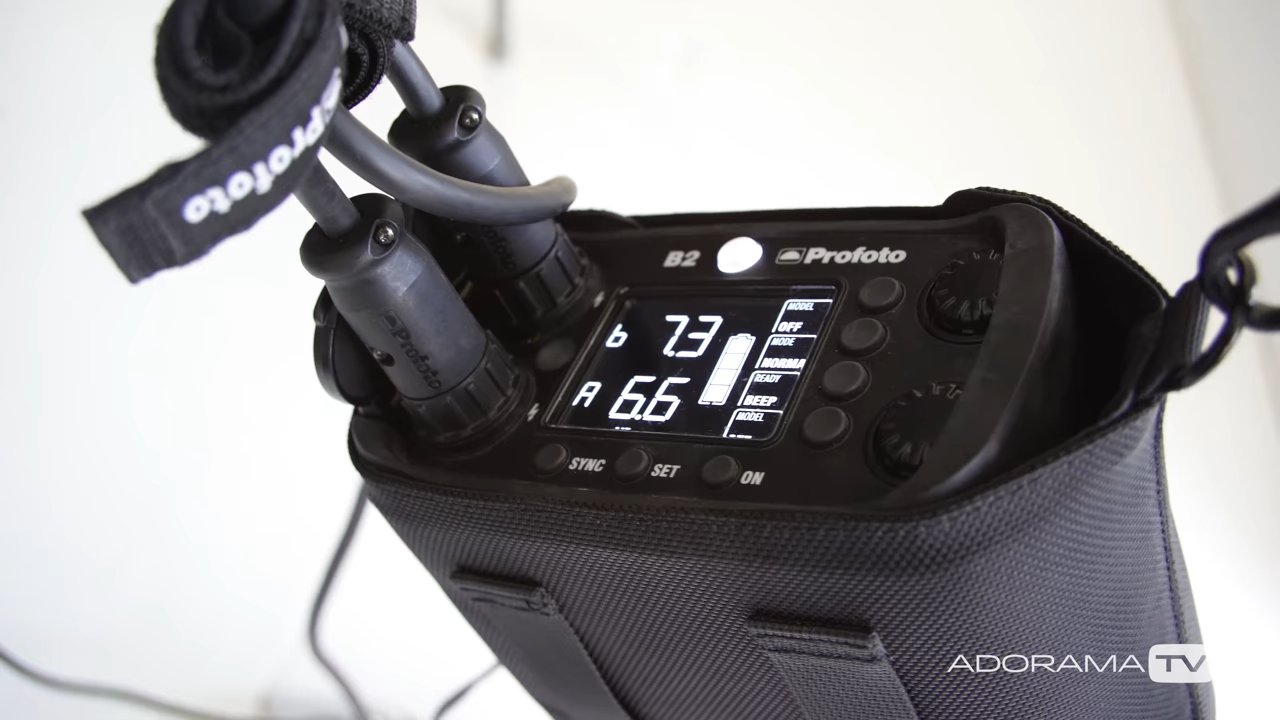 Profoto
Profoto
B2 Profoto
b 7.3
A 6.6
MODEL
OFF
MODE
NORMA
READY
BEEP
MODEL
SYNC SET ON
ADORAMA TV